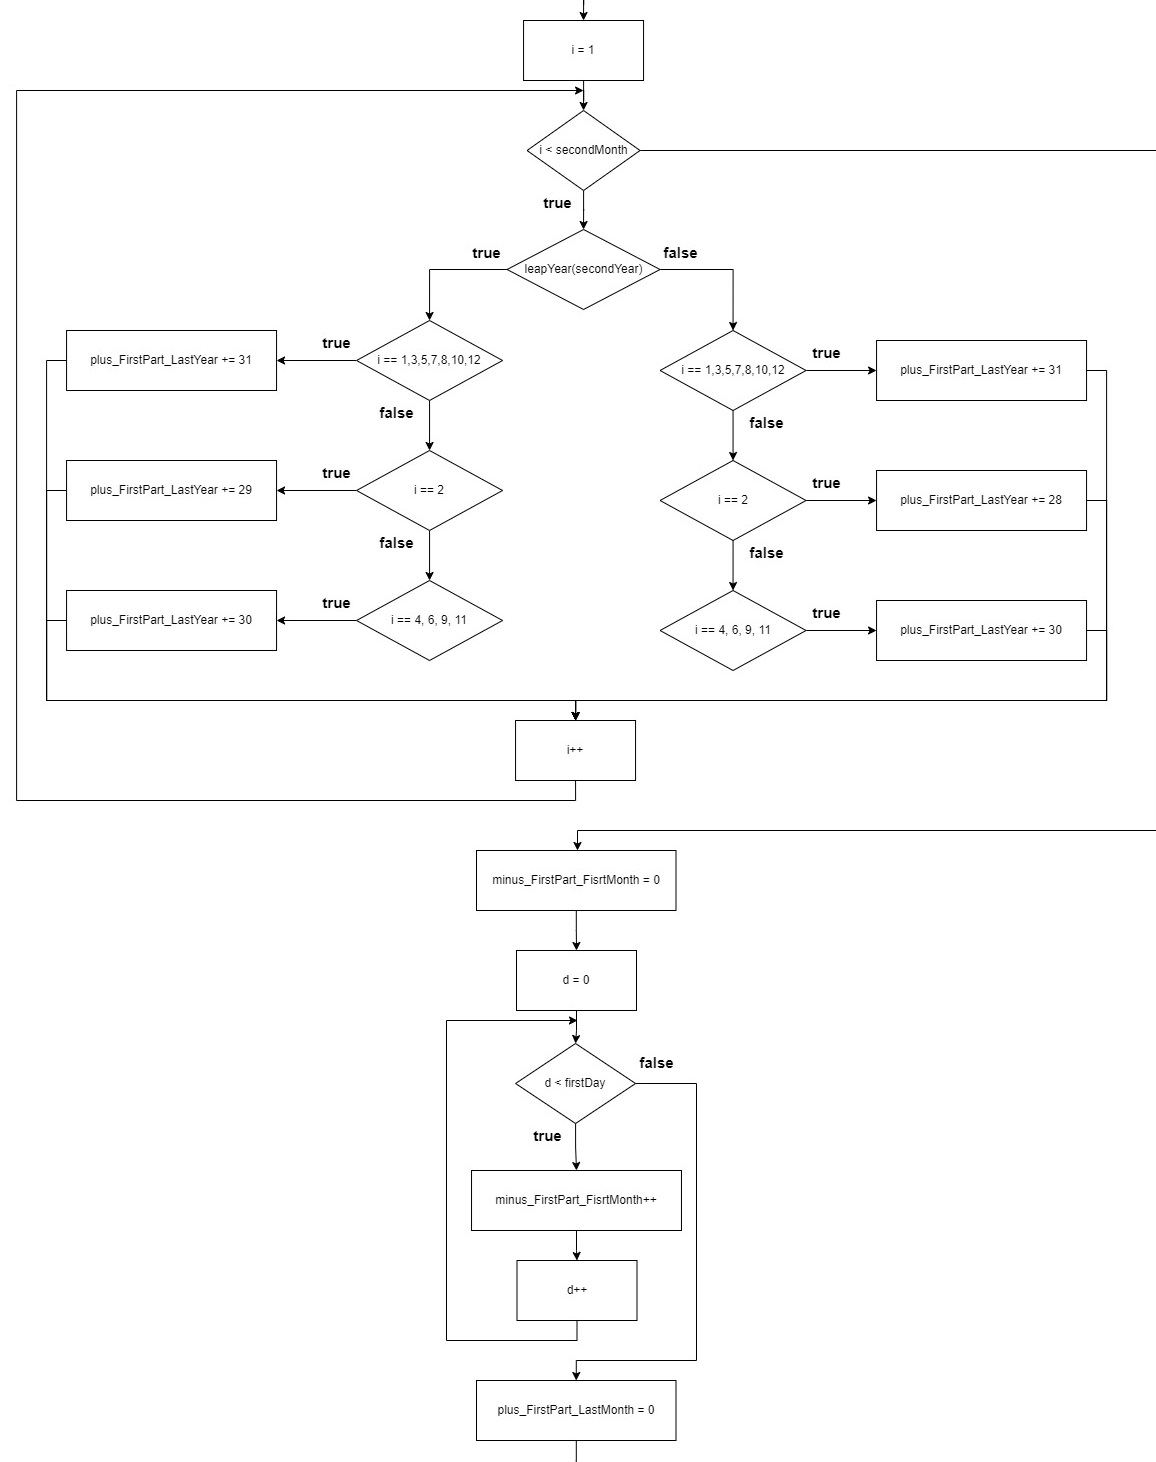 i = 1
i < secondMonth
true
leapYear(secondYear)
true
false
i == 1,3,5,7,8,10,12
true
plus_FirstPart_LastYear += 31
false
i == 2
true
plus_FirstPart_LastYear += 29
false
i == 4, 6, 9, 11
true
plus_FirstPart_LastYear += 30
i == 1,3,5,7,8,10,12
true
plus_FirstPart_LastYear += 31
false
i == 2
true
plus_FirstPart_LastYear += 28
false
i == 4, 6, 9, 11
true
plus_FirstPart_LastYear += 30
i++
minus_FirstPart_FisrtMonth = 0
d = 0
d < firstDay
false
true
minus_FirstPart_FisrtMonth++
d++
plus_FirstPart_LastMonth = 0